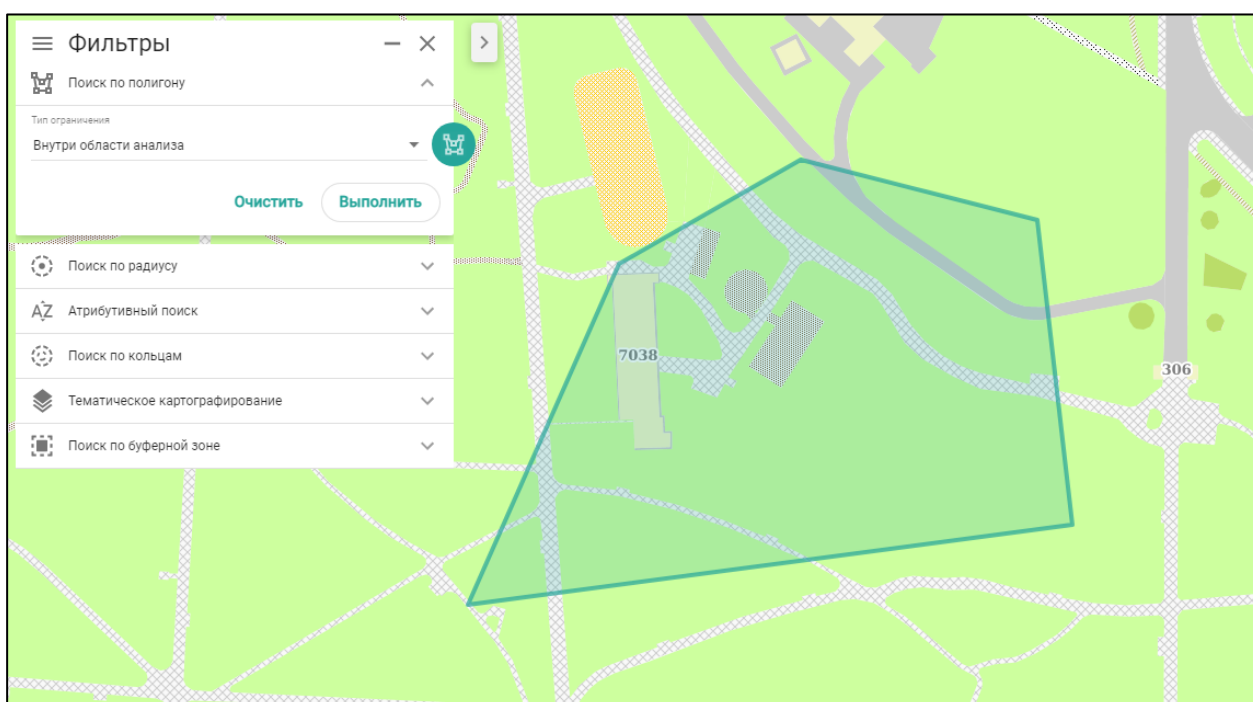 Фильтры
Поиск по полигону
Тип ограничения
Внутри области анализа
Очистить Выполнить
Поиск по радиусу
AZ Атрибутивный поиск
Поиск по кольцам
Тематическое картографирование
Поиск по буферной зоне
7038
306